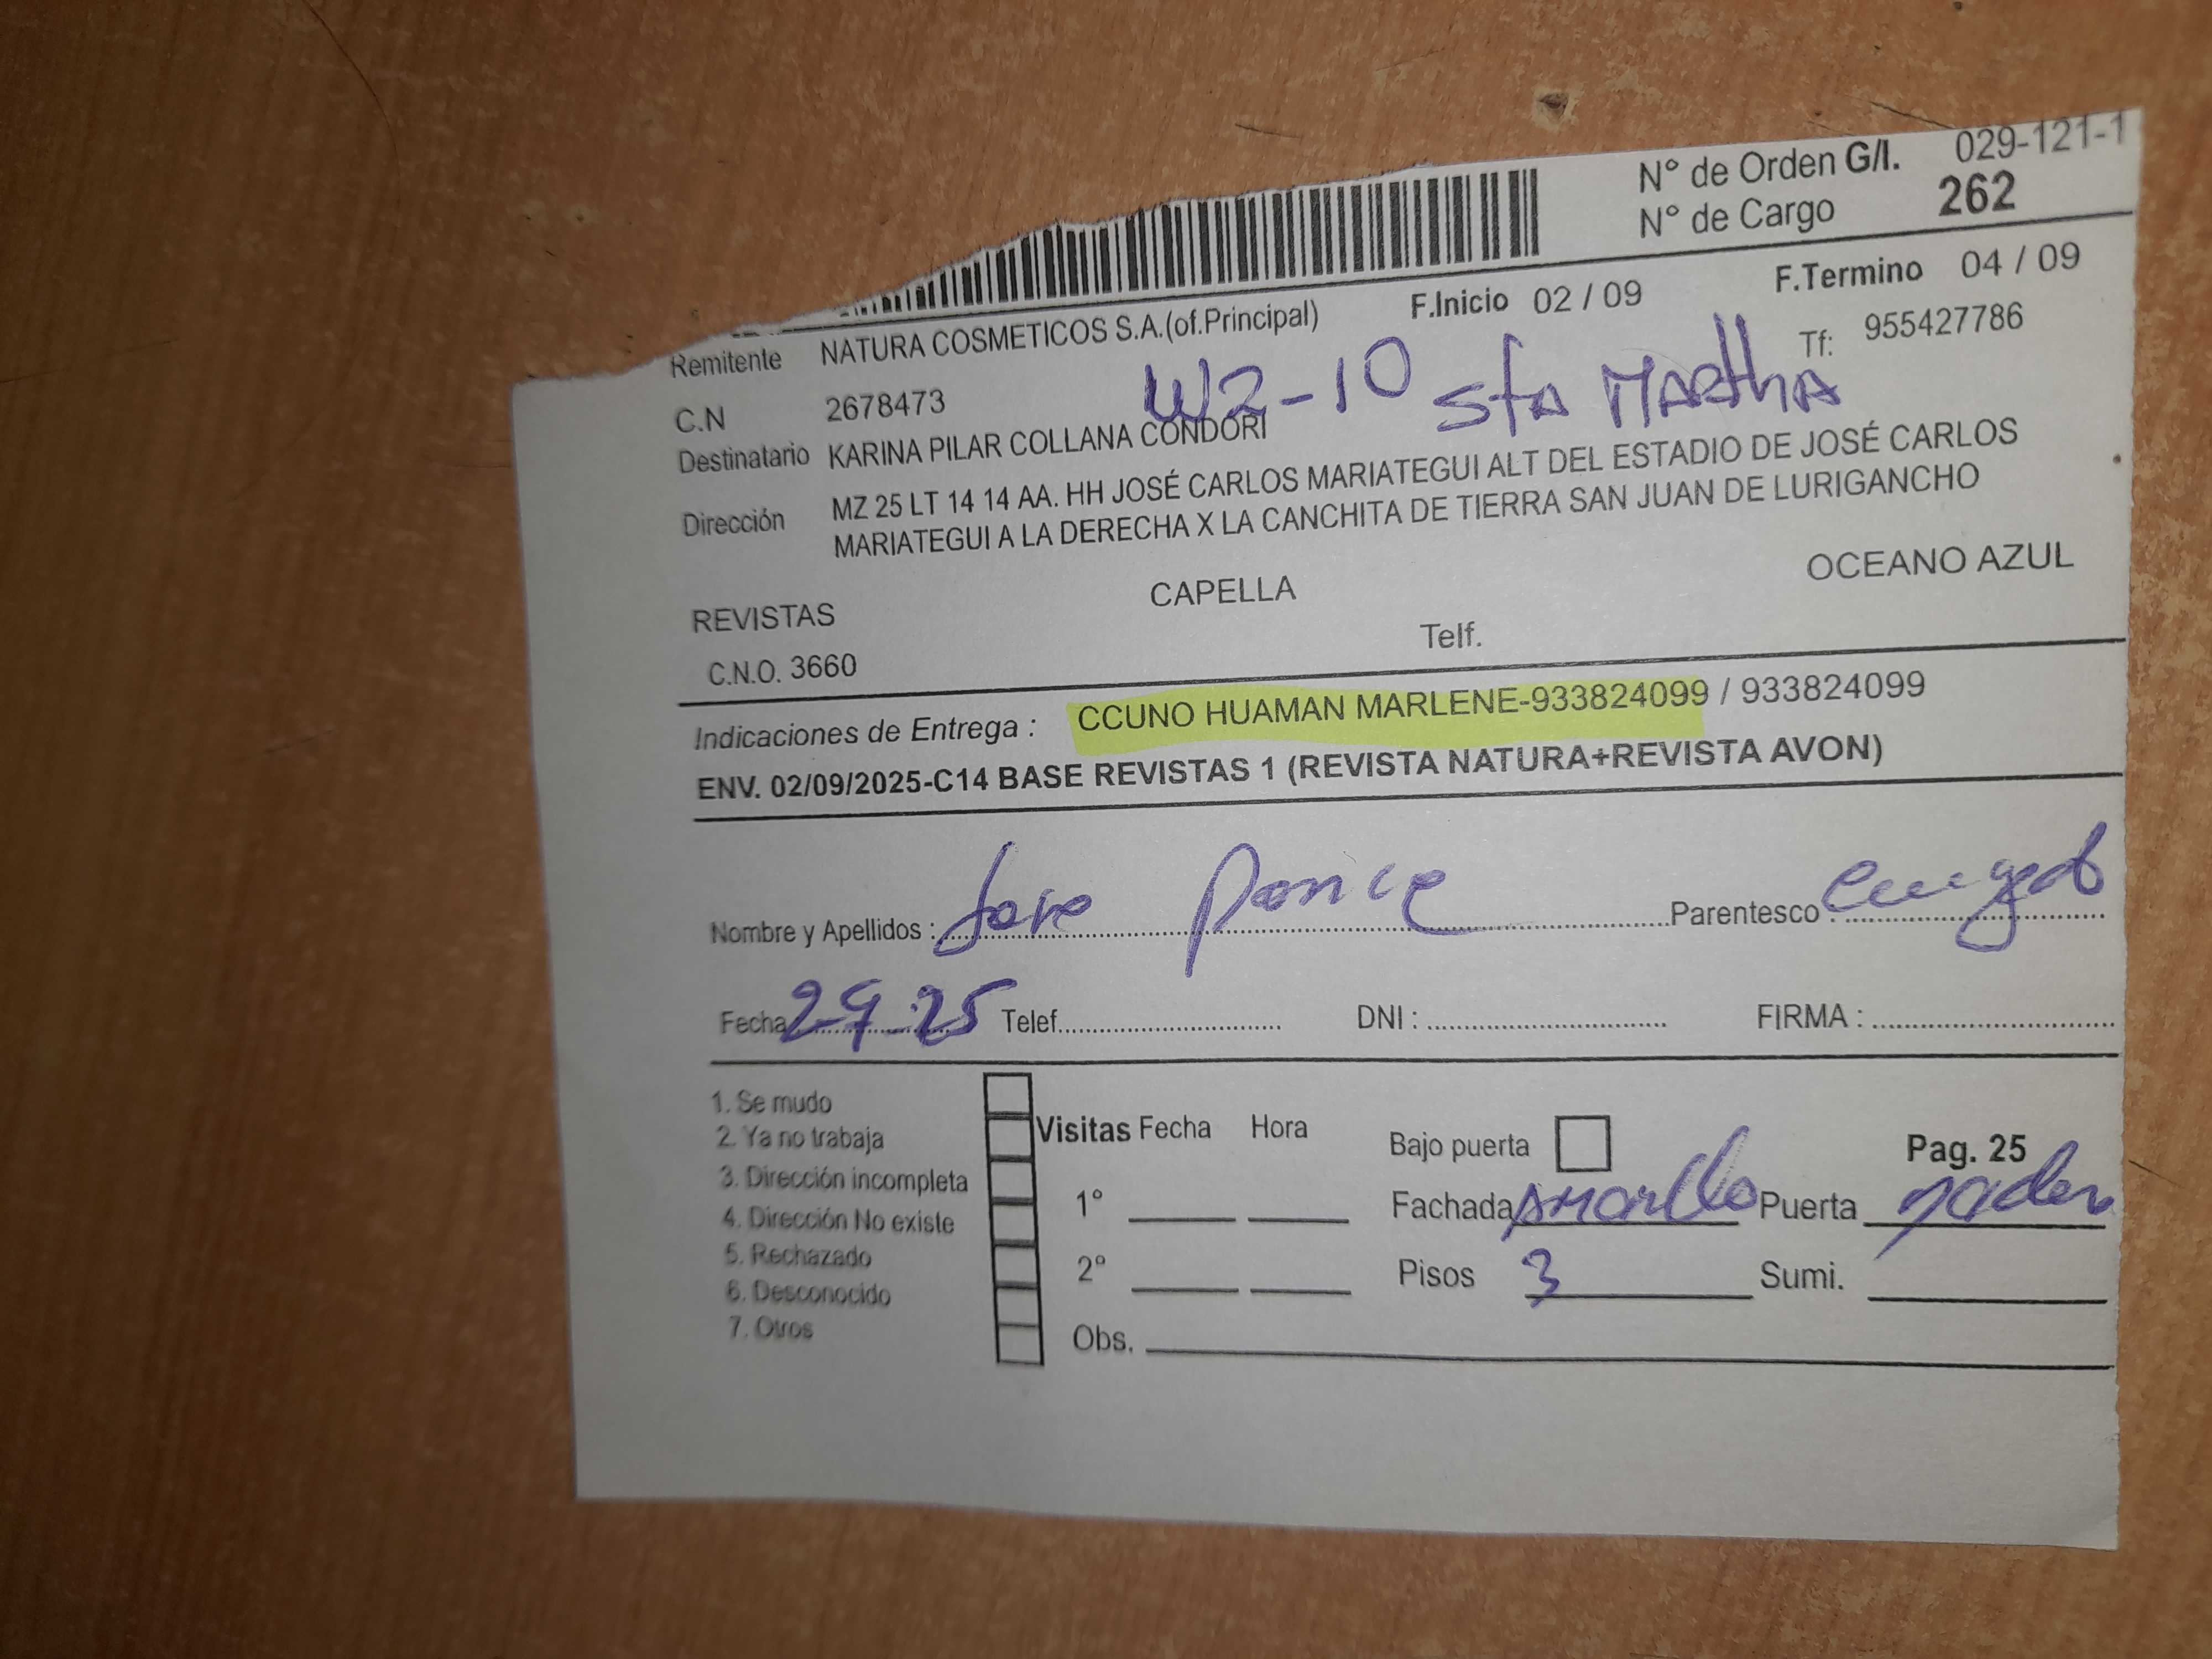 N° de Orden G/I. 029-121-1
N° de Cargo 262
F.Inicio 02 / 09 F.Termino 04 / 09
Remitente NATURA COSMETICOS S.A.(of.Principal) Tf: 955427786
C.N 2678473 W2-10 Sta MARthA
Destinatario KARINA PILAR COLLANA CONDORI
Dirección MZ 25 LT 14 14 AA. HH JOSÉ CARLOS MARIATEGUI ALT DEL ESTADIO DE JOSÉ CARLOS
MARIATEGUI A LA DERECHA X LA CANCHITA DE TIERRA SAN JUAN DE LURIGANCHO
REVISTAS CAPELLA OCEANO AZUL
C.N.O. 3660 Telf.
Indicaciones de Entrega : CCUNO HUAMAN MARLENE-933824099 / 933824099
ENV. 02/09/2025-C14 BASE REVISTAS 1 (REVISTA NATURA+REVISTA AVON)
Nombre y Apellidos : Jose Ponce Parentesco :
Fecha 2-9-25 Telef. DNI : FIRMA :
1. Se mudo
2. Ya no trabaja Visitas Fecha Hora Bajo puerta Pag. 25
3. Dirección incompleta 1° Fachada Amarillo Puerta
4. Dirección No existe
5. Rechazado 2° Pisos 3 Sumi.
6. Desconocido
7. Otros Obs.